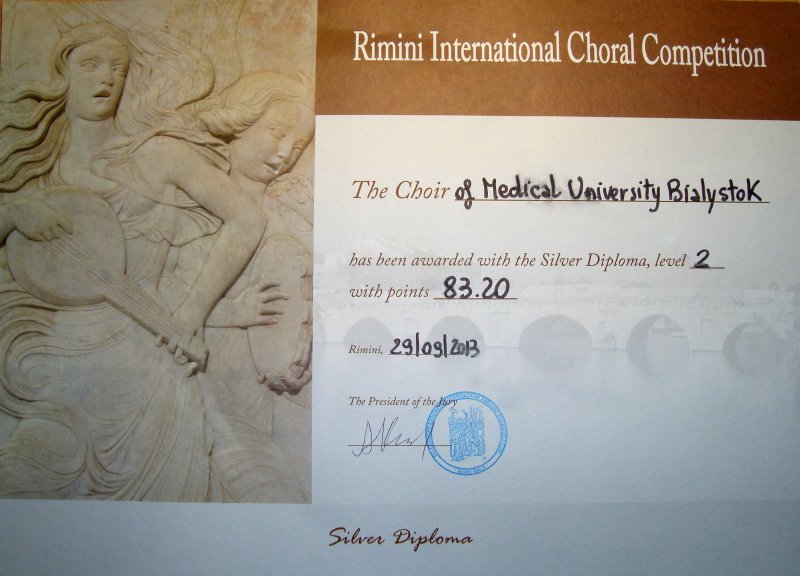 Rimini International Choral Competition
The Choir of Medical University Bialystok
has been awarded with the Silver Diploma, level 2
with points 83.20
Rimini, 29/09/2013
The President of the Jury
Silver Diploma